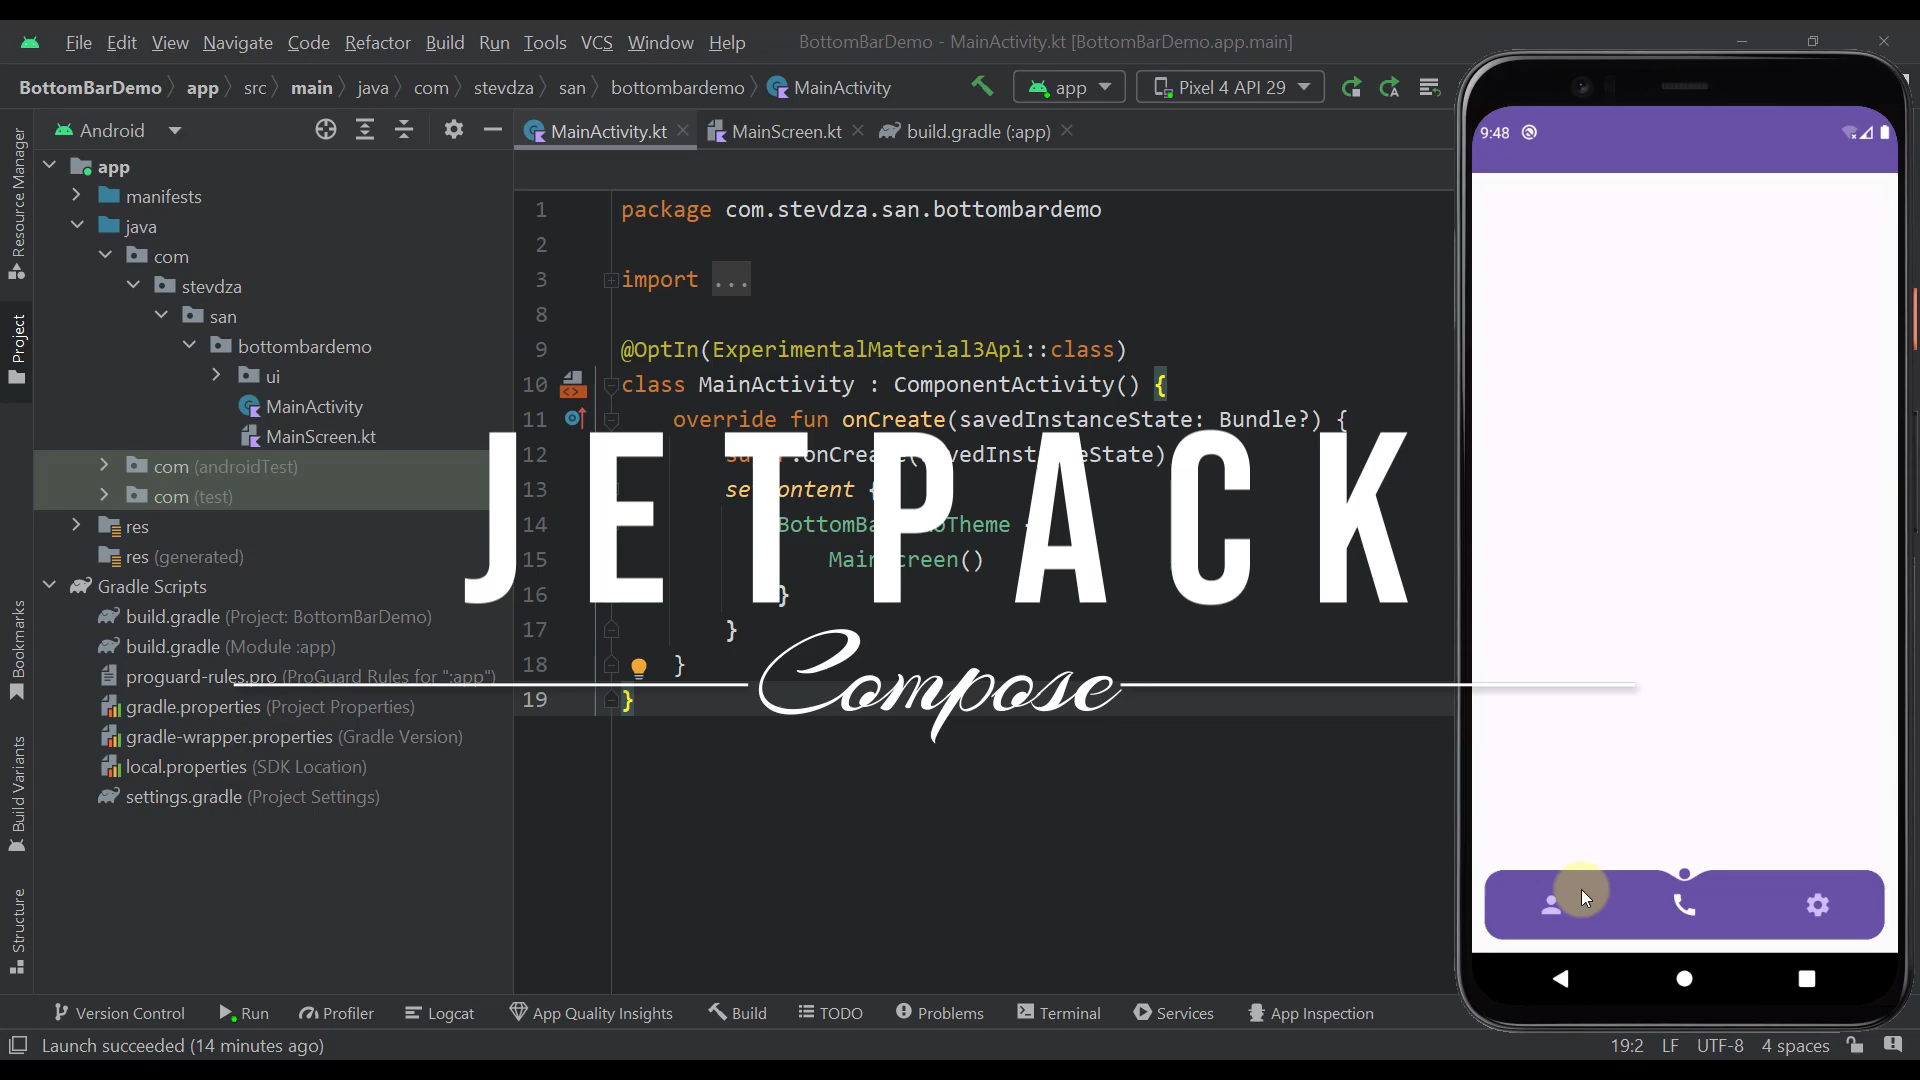 File Edit View Navigate Code Refactor Build Run Tools VCS Window Help BottomBarDemo - MainActivity.kt [BottomBarDemo.app.main]
BottomBarDemo app src main java com stevdza san bottombardemo MainActivity app Pixel 4 API 29
Android MainActivity.kt MainScreen.kt build.gradle (:app)
9:48
Resource Manager
Project
Bookmarks
Build Variants
Structure
app
manifests
java
com
stevdza
san
bottombardemo
ui
MainActivity
MainScreen.kt
com (androidTest)
com (test)
res
res (generated)
Gradle Scripts
build.gradle (Project: BottomBarDemo)
build.gradle (Module :app)
proguard-rules.pro (ProGuard Rules for ":app")
gradle.properties (Project Properties)
gradle-wrapper.properties (Gradle Version)
local.properties (SDK Location)
settings.gradle (Project Settings)
1 package com.stevdza.san.bottombardemo
2
3 import ...
8
9 @OptIn(ExperimentalMaterial3Api::class)
10 class MainActivity : ComponentActivity() {
11 override fun onCreate(savedInstanceState: Bundle?) {
12
13 {
14
15
16 }
17 }
18 }
19 }
JETPACK
Compose
Version Control Run Profiler Logcat App Quality Insights Build TODO Problems Terminal Services App Inspection
Launch succeeded (14 minutes ago) 19:2 LF UTF-8 4 spaces